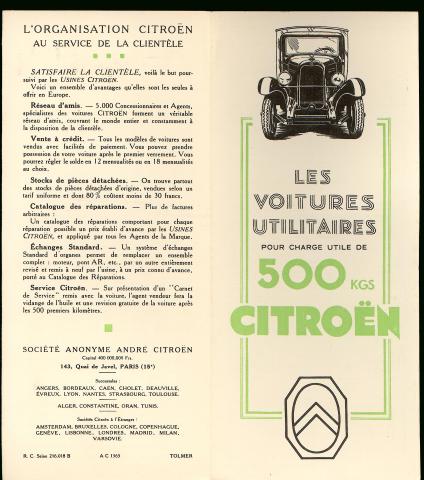 L'ORGANISATION CITROËN
AU SERVICE DE LA CLIENTÈLE
SATISFAIRE LA CLIENTÈLE, voilà le but pour-
suivi par les USINES CITROËN.
Voici un ensemble d'avantages qu'elles sont les seules à
offrir en Europe.
Réseau d'amis. — 5.000 Concessionnaires et Agents,
spécialistes des voitures CITROËN forment un véritable
réseau d'amis, couvrant le monde entier et constamment à
la disposition de la clientèle.
Vente à crédit. — Tous les modèles de voitures sont
vendus avec facilités de paiement. Vous pouvez prendre
possession de votre voiture après le premier versement. Vous
pourrez régler le solde en 12 mensualités ou en 18 mensualités
au choix.
Stocks de pièces détachées. — On trouve partout
des stocks de pièces détachées d'origine, vendues selon un
tarif uniforme et dont 80 % coûtent moins de 30 francs.
Catalogue des réparations. — Plus de factures
arbitraires :
Un catalogue des réparations comportant pour chaque
réparation possible un prix établi d'avance par les USINES
CITROËN, et appliqué par tous les Agents de la Marque.
Échanges Standard. — Un système d'échanges
Standard d'organes permet de remplacer un ensemble
complet : moteur, pont AR, etc., par un autre entièrement
revisé et remis à neuf par l'usine, à un prix connu d'avance,
porté au Catalogue des Réparations.
Service Citroën. — Sur présentation d'un "Carnet
de Service" remis avec la voiture, l'agent vendeur fera la
vidange de l'huile et une revision gratuite de la voiture après
les 500 premiers kilomètres.
SOCIÉTÉ ANONYME ANDRÉ CITROËN
Capital 400.000.000 Frs.
143, Quai de Javel, PARIS (15e)
Succursales :
ANGERS, BORDEAUX, CAEN, CHOLET, DEAUVILLE,
ÉVREUX, LYON, NANTES, STRASBOURG, TOULOUSE.
ALGER, CONSTANTINE, ORAN, TUNIS.
Sociétés Citroën à l'Étranger :
AMSTERDAM, BRUXELLES, COLOGNE, COPENHAGUE,
GENÈVE, LISBONNE, LONDRES, MADRID, MILAN,
VARSOVIE.
R. C. Seine 216.018 B A C 1365 TOLMER
LES
VOITURES
UTILITAIRES
POUR CHARGE UTILE DE
500 KGS
CITROËN